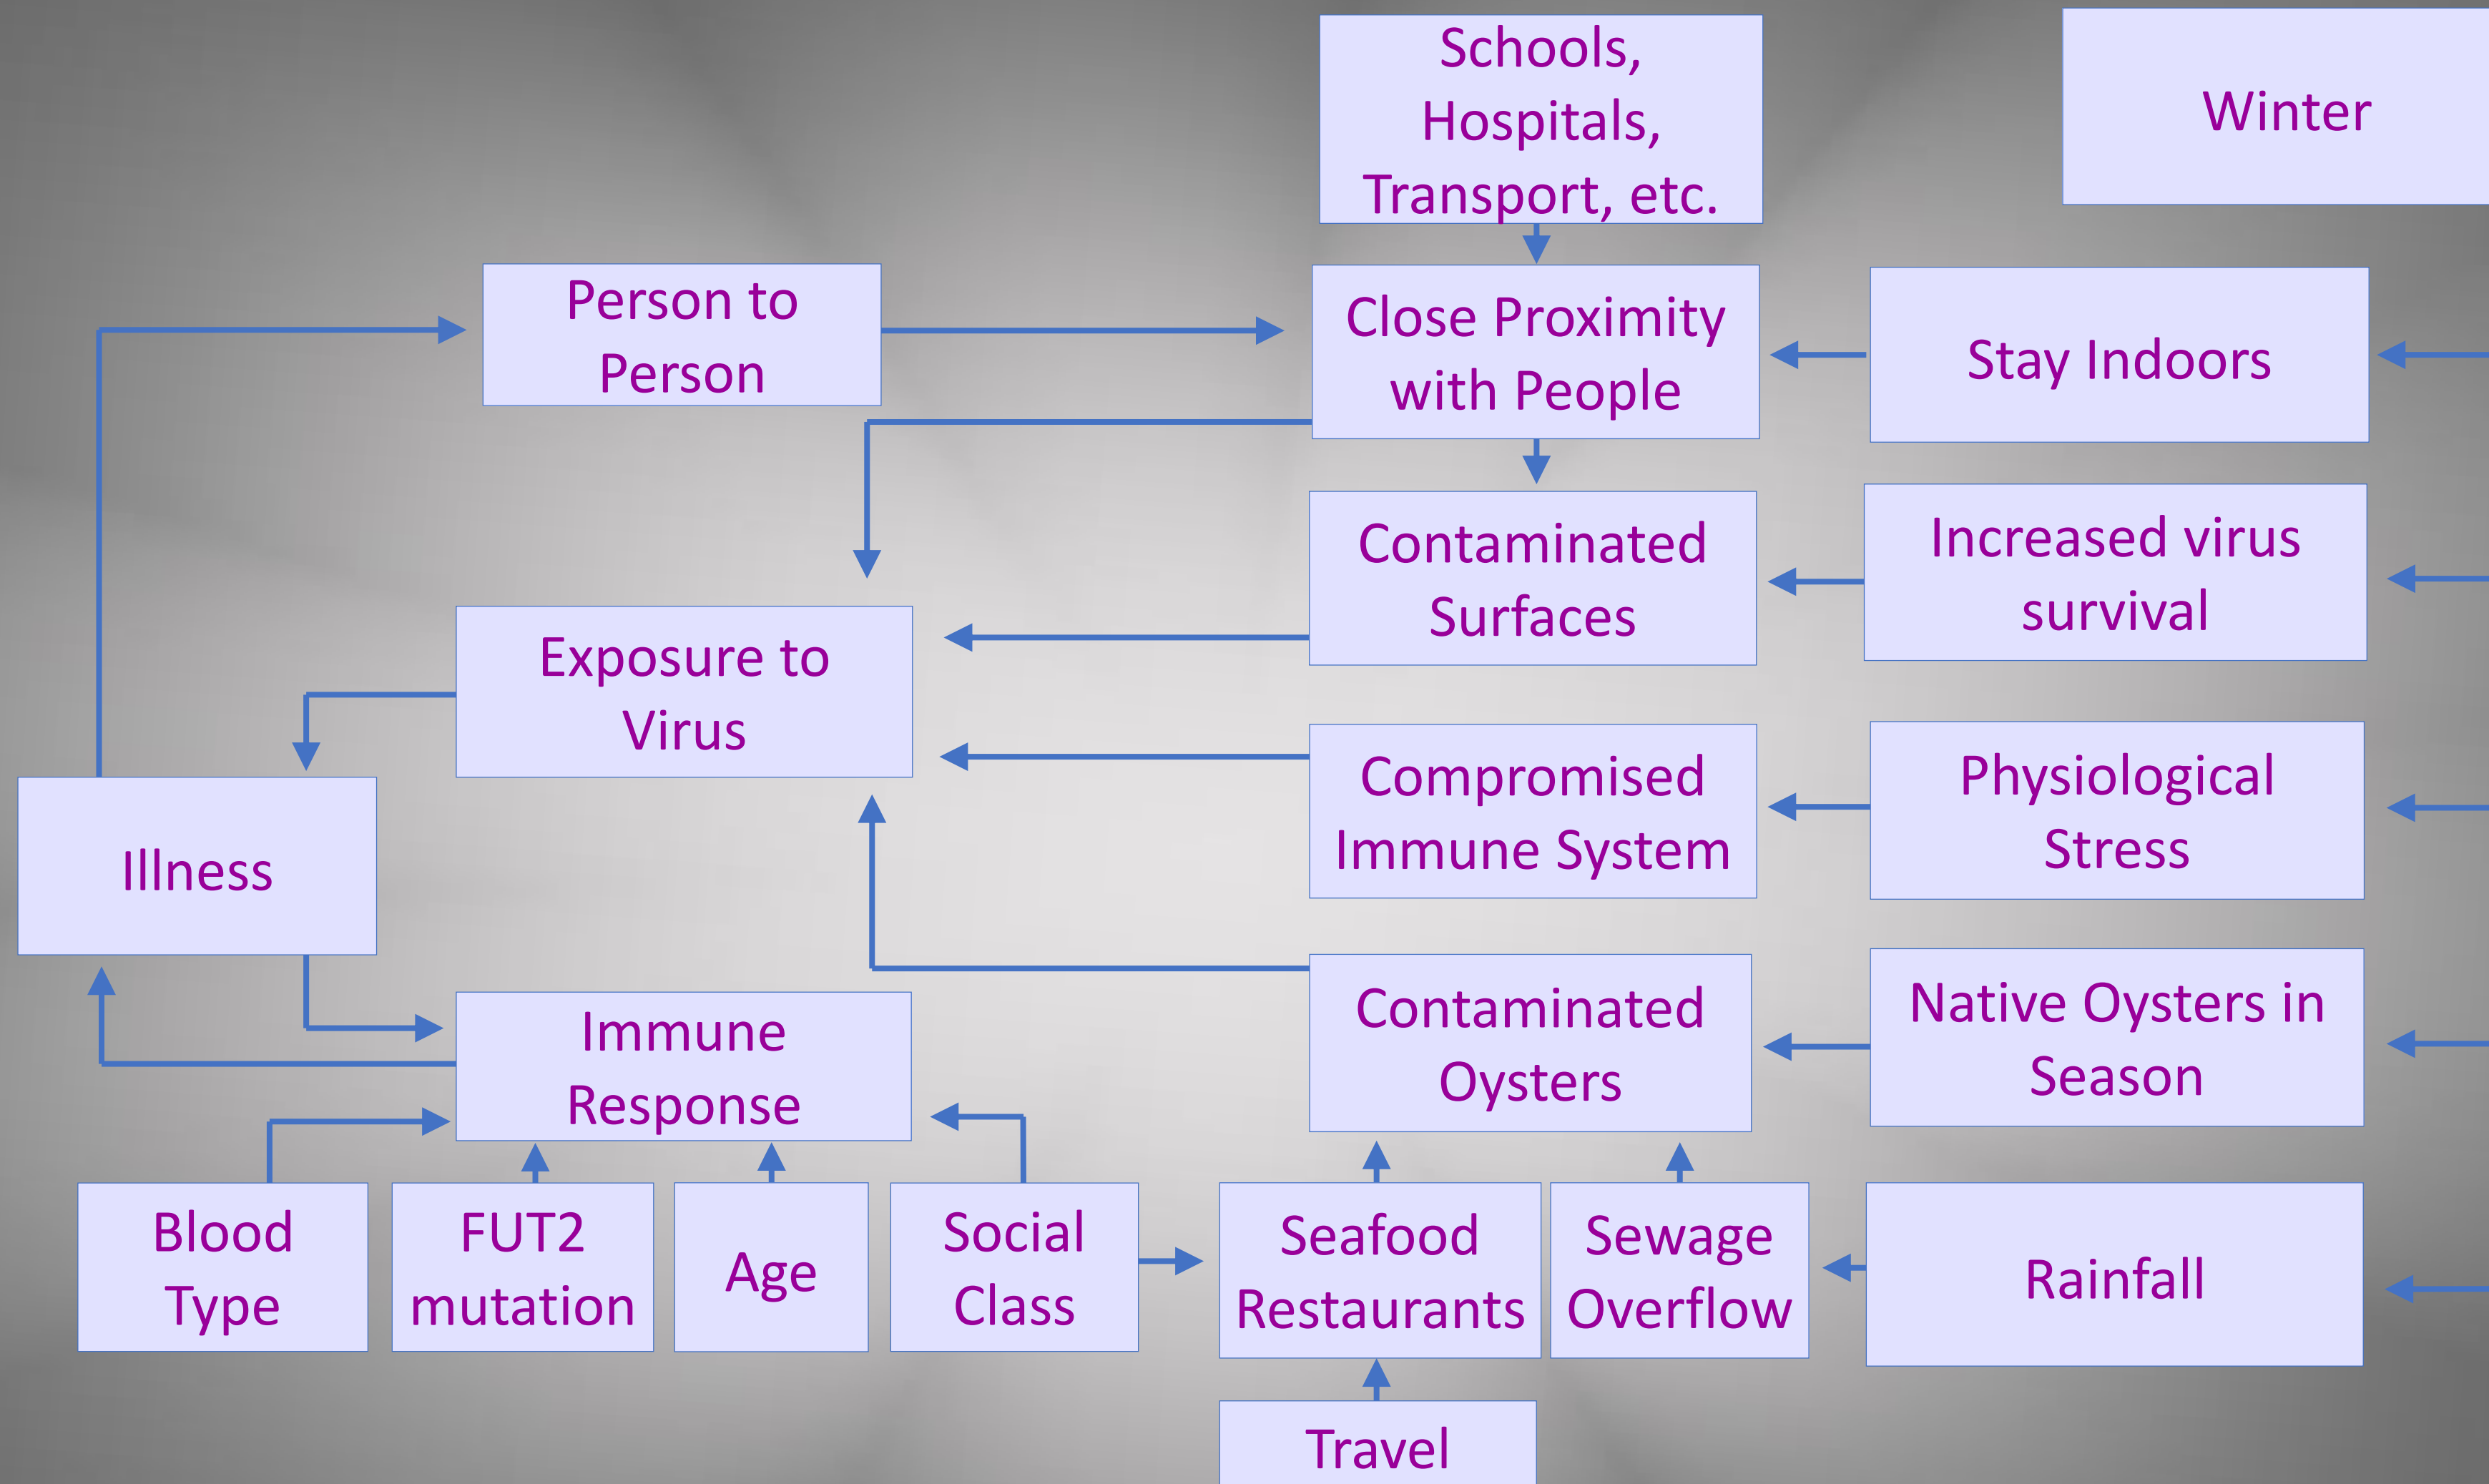 Schools,
Hospitals,
Transport, etc.
Winter
Person to
Person
Close Proximity
with People
Stay Indoors
Contaminated
Surfaces
Increased virus
survival
Exposure to
Virus
Compromised
Immune System
Physiological
Stress
Illness
Immune
Response
Contaminated
Oysters
Native Oysters in
Season
Blood
Type
FUT2
mutation
Age
Social
Class
Seafood
Restaurants
Sewage
Overflow
Rainfall
Travel